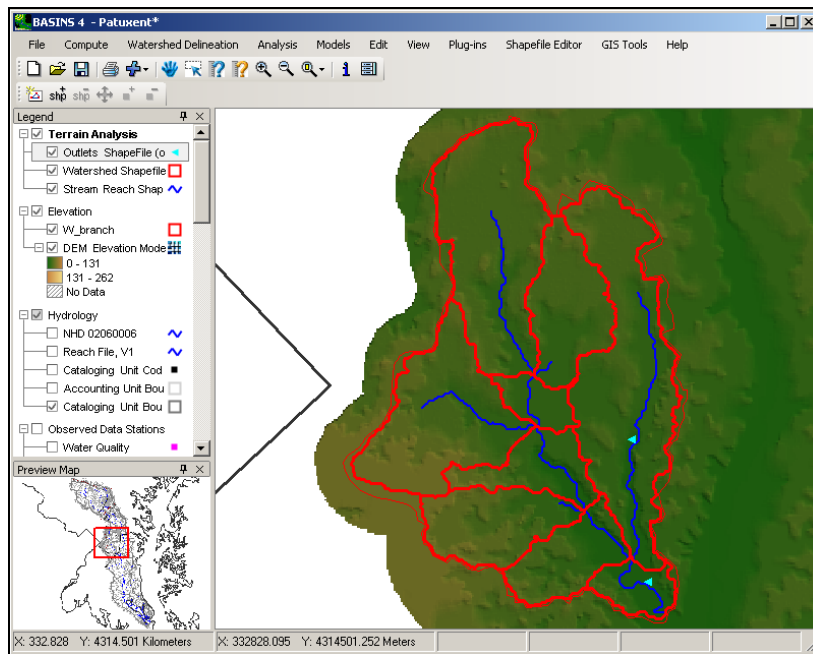 BASINS 4 - Patuxent*
File Compute Watershed Delineation Analysis Models Edit View Plug-ins Shapefile Editor GIS Tools Help
shp shp
Legend
Terrain Analysis
Outlets ShapeFile (o
Watershed Shapefile
Stream Reach Shap
Elevation
W_branch
DEM Elevation Mode
0 - 131
131 - 262
No Data
Hydrology
NHD 02060006
Reach File, V1
Cataloging Unit Cod
Accounting Unit Bou
Cataloging Unit Bou
Observed Data Stations
Water Quality
Preview Map
X: 332.828 Y: 4314.501 Kilometers X: 332828.095 Y: 4314501.252 Meters